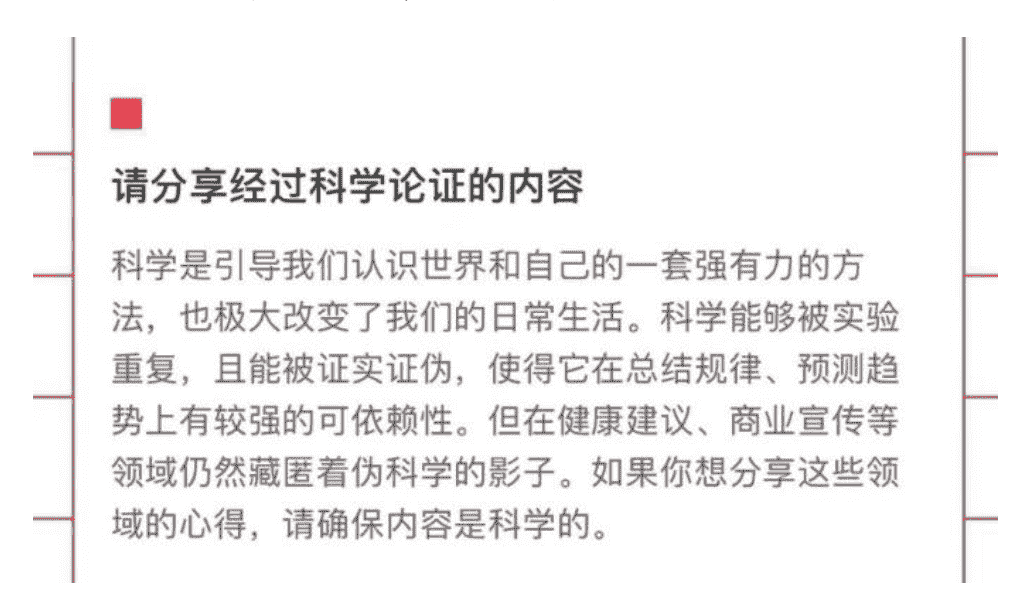 请分享经过科学论证的内容
科学是引导我们认识世界和自己的一套强有力的方
法，也极大改变了我们的日常生活。科学能够被实验
重复，且能被证实证伪，使得它在总结规律、预测趋
势上有较强的可依赖性。但在健康建议、商业宣传等
领域仍然藏匿着伪科学的影子。如果你想分享这些领
域的心得，请确保内容是科学的。